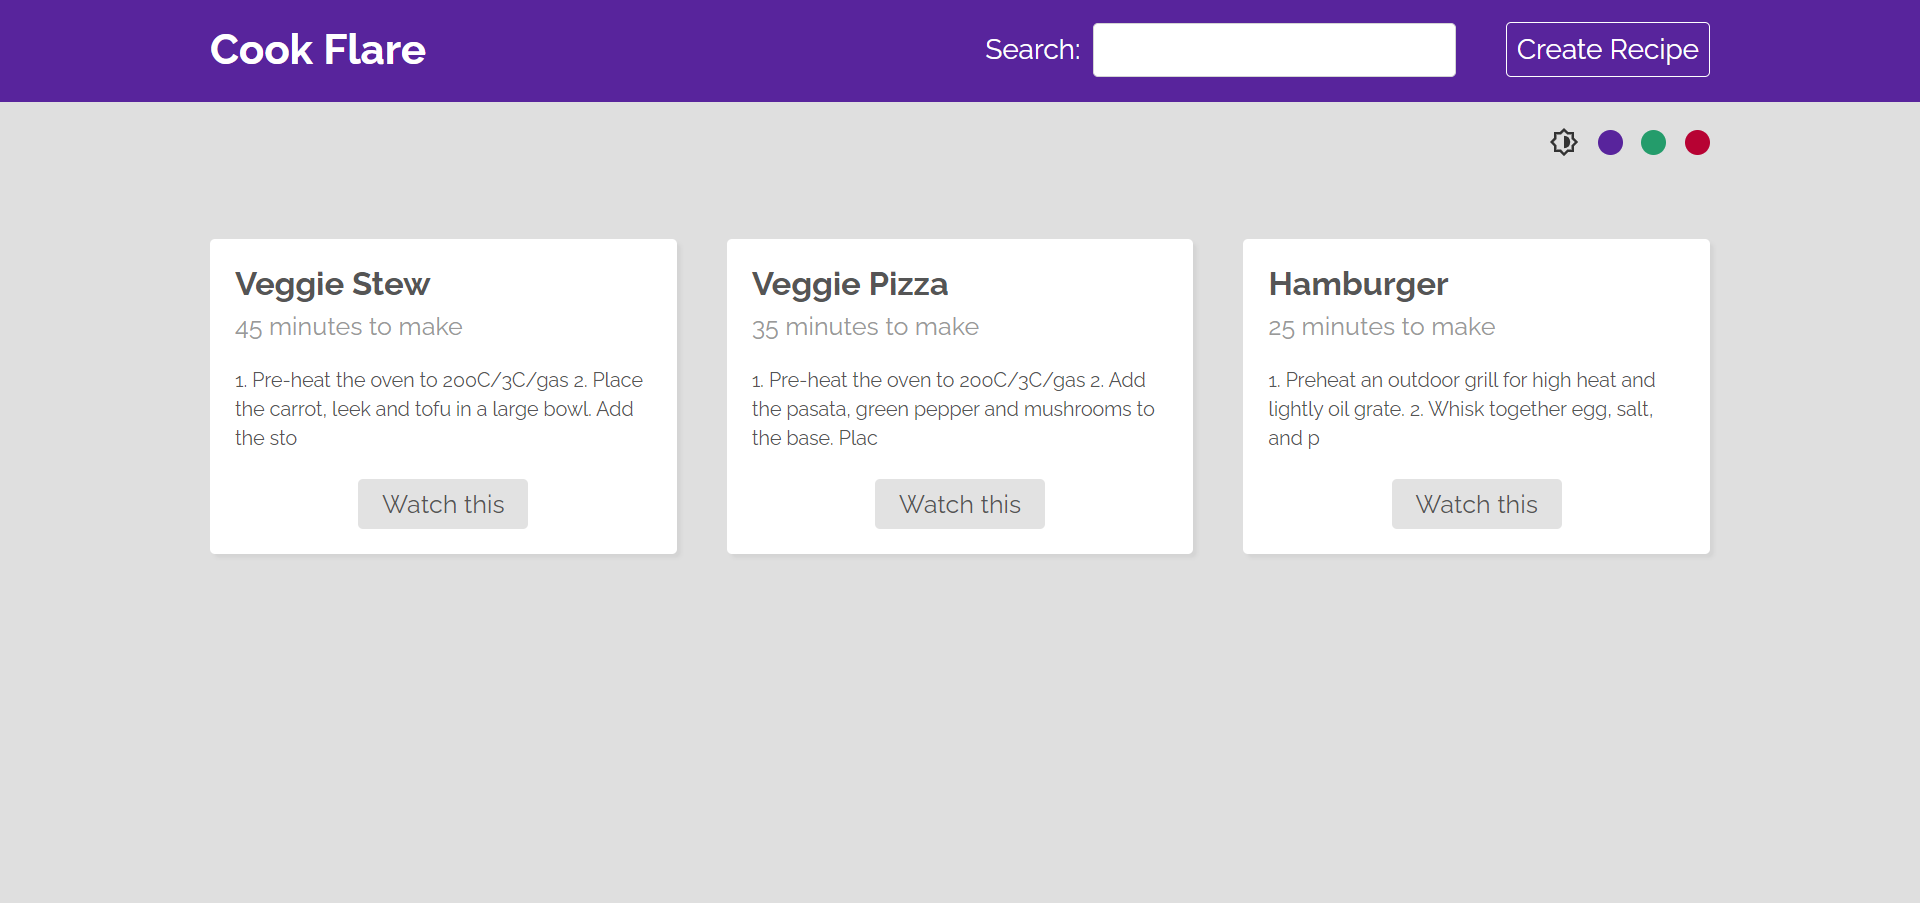 Cook Flare
Search:
Create Recipe
Veggie Stew
45 minutes to make
1. Pre-heat the oven to 200C/3C/gas 2. Place
the carrot, leek and tofu in a large bowl. Add
the sto
Watch this
Veggie Pizza
35 minutes to make
1. Pre-heat the oven to 200C/3C/gas 2. Add
the pasata, green pepper and mushrooms to
the base. Plac
Watch this
Hamburger
25 minutes to make
1. Preheat an outdoor grill for high heat and
lightly oil grate. 2. Whisk together egg, salt,
and p
Watch this